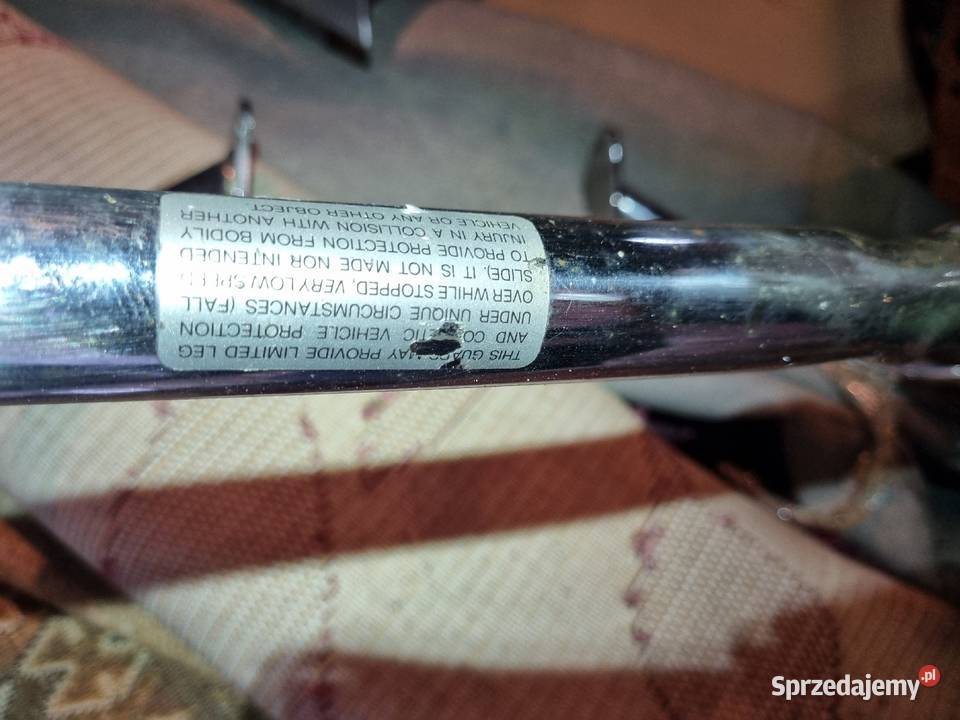 THIS MAY PROVIDE LIMITED LEG
AND VEHICLE PROTECTION
UNDER UNIQUE CIRCUMSTANCES (FALL
OVER WHILE STOPPED, VERY LOW SPEED
SLIDE). IT IS NOT MADE NOR INTENDED
TO PROVIDE PROTECTION FROM BODILY
INJURY IN A COLLISION WITH ANOTHER
VEHICLE OR ANY OTHER OBJECT
Sprzedajemy.pl